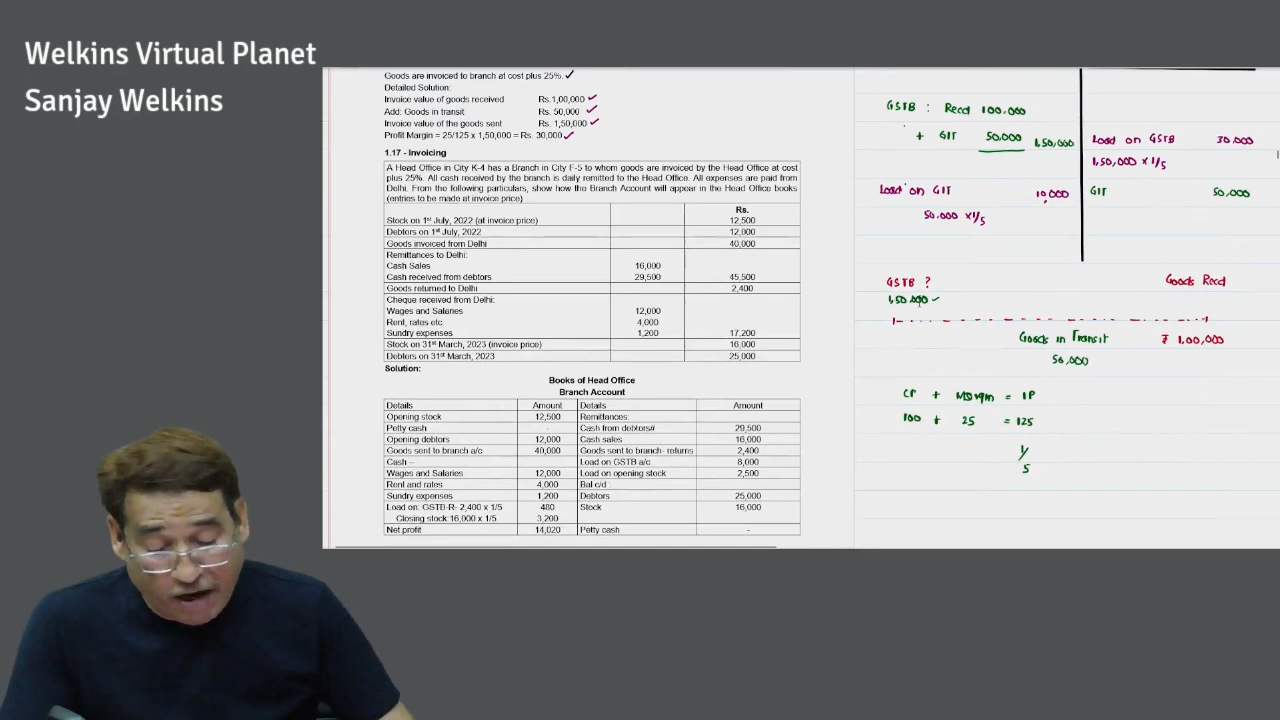 Welkins Virtual Planet
Sanjay Welkins
Goods are invoiced to branch at cost plus 25%. ✓
Detailed Solution:
Invoice value of goods received Rs.1,00,000 ✓
Add: Goods in transit Rs. 50,000 ✓
Invoice value of the goods sent Rs. 1,50,000 ✓
Profit Margin = 25/125 x 1,50,000 = Rs. 30,000 ✓
1.17 - Invoicing
A Head Office in City K-4 has a Branch in City F-5 to whom goods are invoiced by the Head Office at cost
plus 25%. All cash received by the branch is daily remitted to the Head Office. All expenses are paid from
Delhi. From the following particulars, show how the Branch Account will appear in the Head Office books
(entries to be made at invoice price)
Rs.
Stock on 1st July, 2022 (at invoice price) 12,500
Debtors on 1st July, 2022 12,000
Goods invoiced from Delhi 40,000
Remittances to Delhi:
Cash Sales 16,000
Cash received from debtors 29,500 45,500
Goods returned to Delhi 2,400
Cheque received from Delhi:
Wages and Salaries 12,000
Rent, rates etc. 4,000
Sundry expenses 1,200 17,200
Stock on 31st March, 2023 (invoice price) 16,000
Debtors on 31st March, 2023 25,000
Solution:
Books of Head Office
Branch Account
Details Amount Details Amount
Opening stock 12,500 Remittances:
Petty cash - Cash from debtors# 29,500
Opening debtors 12,000 Cash sales 16,000
Goods sent to branch a/c 40,000 Goods sent to branch- returns 2,400
Cash – Load on GSTB a/c 8,000
Wages and Salaries 12,000 Load on opening stock 2,500
Rent and rates 4,000 Bal c/d
Sundry expenses 1,200 Debtors 25,000
Load on: GSTB-R- 2,400 x 1/5 480 Stock 16,000
Closing stock:16,000 x 1/5 3,200
Net profit 14,020 Petty cash -
GSTB : Recd 100,000
+ GIT 50,000 1,50,000
Load on GIT 10,000
50,000 x 1/5
Load on GSTB 30,000
1,50,000 x 1/5
GIT 50,000
GSTB ? Goods Recd
1,50,000 ✓
Goods in Transit ₹ 1,00,000
50,000
CP + Margin = IP
100 + 25 = 125
1/5